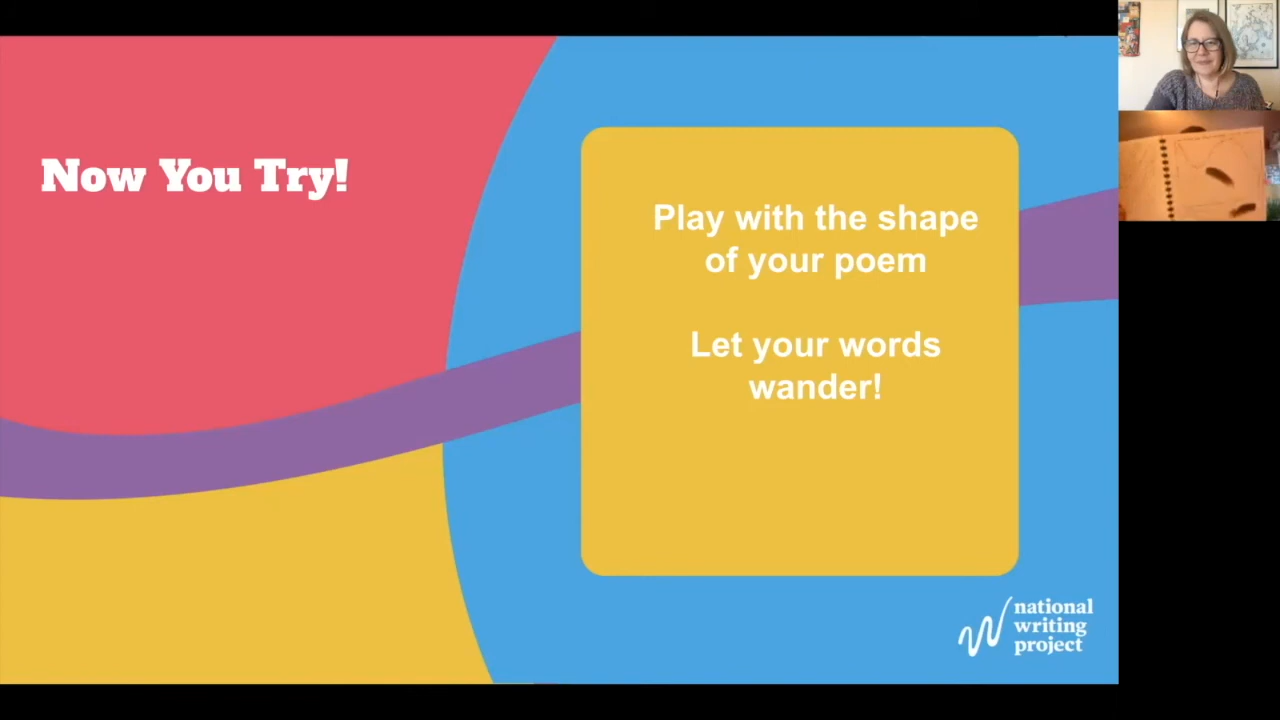 Now You Try!
Play with the shape
of your poem
Let your words
wander!
national
writing
project